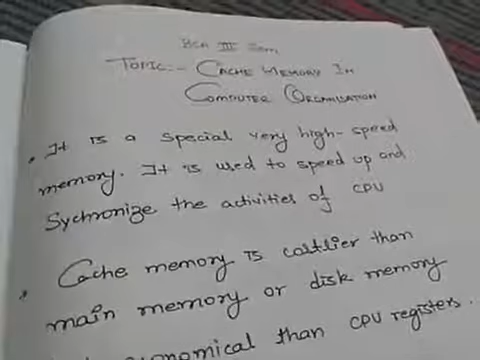 BCA III Sem
TOPIC:- CACHE MEMORY IN
COMPUTER ORGANISATION
• It is a special very high-speed
memory. It is used to speed up and
Sychronize the activities of CPU
• Cache memory is costlier than
main memory or disk memory
economical than CPU registers.